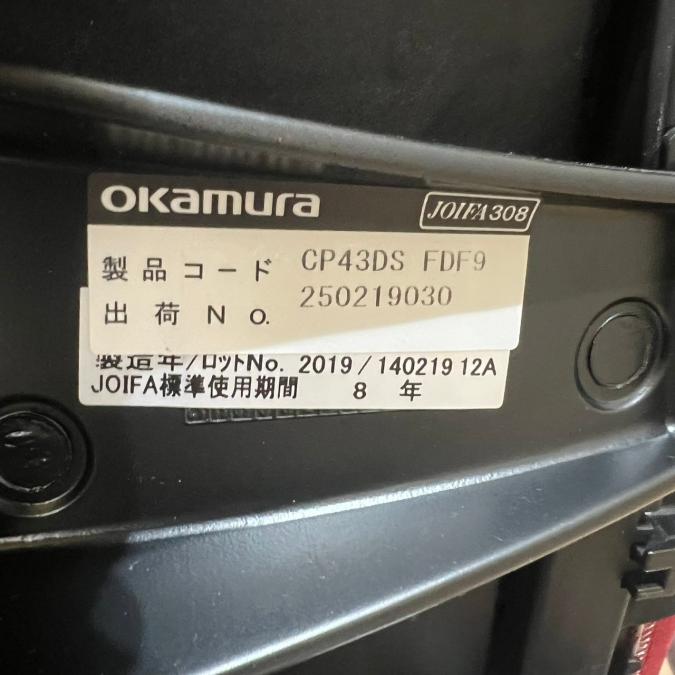 okamura
JOIFA308
製品コード CP43DS FDF9
出荷No. 250219030
製造年/ロットNo. 2019/140219 12A
JOIFA標準使用期間 8 年